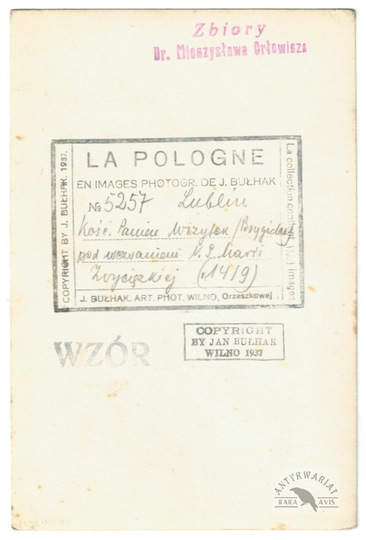 Zbiory
Dr. Mieczysława Orłowicza
COPYRIGHT BY J. BUŁHAK. 1937.
LA POLOGNE
EN IMAGES PHOTOGR. DE J. BUŁHAK
№ 5257 Lublin
Kość. Panien Wizytek (Brygidek)
pod wezwaniem N. P. Marii
Zwycięskiej (1419)
J. BUŁHAK. ART. PHOT. WILNO, Orzeszkowej
La collection
images
WZÓR
COPYRIGHT
BY JAN BUŁHAK
WILNO 1937
ANTYKWARIAT
RARA AVIS